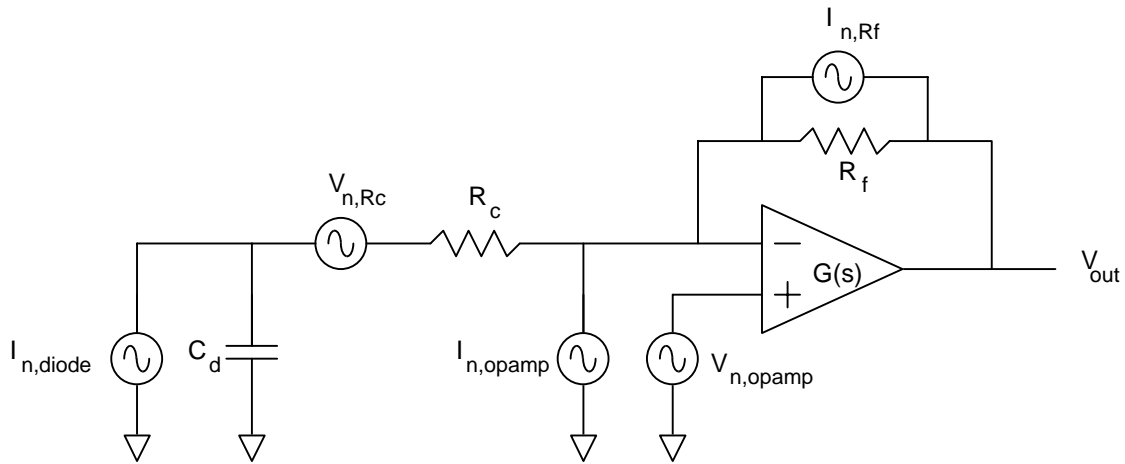 I n,Rf
R f
V n,Rc
R c
G(s)
V out
I n,diode
C d
I n,opamp
V n,opamp